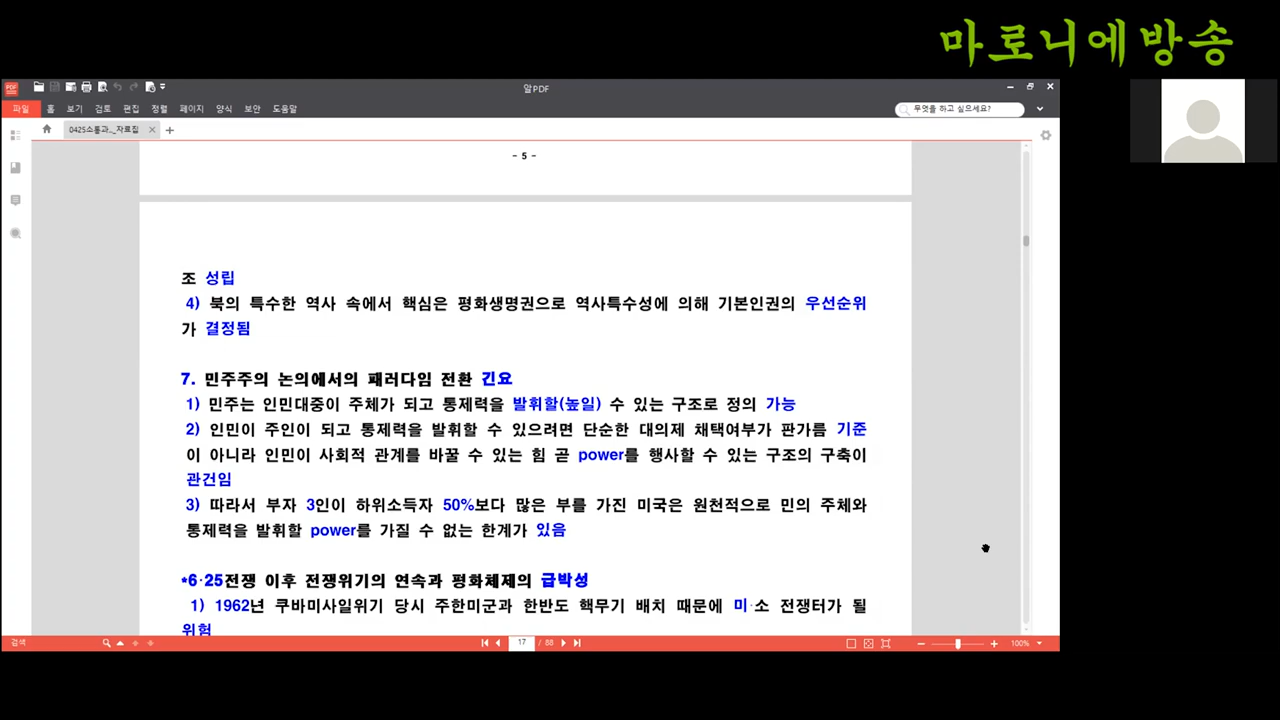 마로니에방송
알PDF
파일 홈 보기 검토 편집 정렬 페이지 양식 보안 도움말
무엇을 하고 싶으세요?
0425소통과..._자료집
- 5 -
조 성립
4) 북의 특수한 역사 속에서 핵심은 평화생명권으로 역사특수성에 의해 기본인권의 우선순위
가 결정됨
7. 민주주의 논의에서의 패러다임 전환 긴요
1) 민주는 인민대중이 주체가 되고 통제력을 발휘할(높일) 수 있는 구조로 정의 가능
2) 인민이 주인이 되고 통제력을 발휘할 수 있으려면 단순한 대의제 채택여부가 판가름 기준
이 아니라 인민이 사회적 관계를 바꿀 수 있는 힘 곧 power를 행사할 수 있는 구조의 구축이
관건임
3) 따라서 부자 3인이 하위소득자 50%보다 많은 부를 가진 미국은 원천적으로 민의 주체와
통제력을 발휘할 power를 가질 수 없는 한계가 있음
*6·25전쟁 이후 전쟁위기의 연속과 평화체제의 급박성
1) 1962년 쿠바미사일위기 당시 주한미군과 한반도 핵무기 배치 때문에 미·소 전쟁터가 될
위험
검색 17 / 88 100%